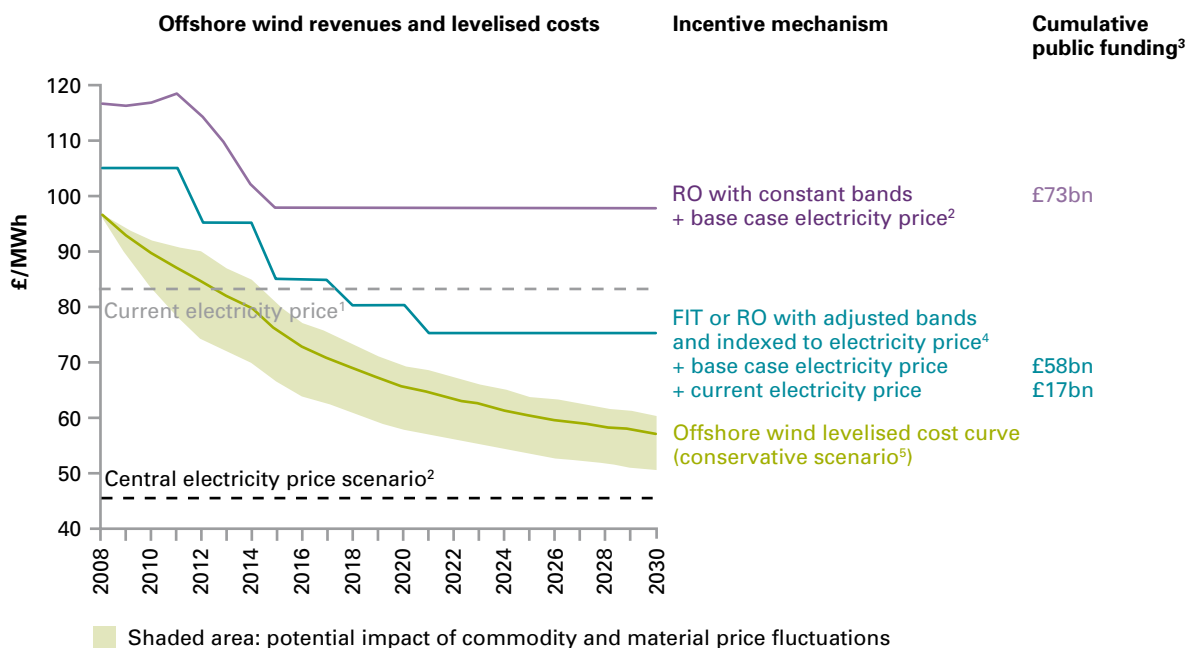 Offshore wind revenues and levelised costs
Incentive mechanism
Cumulative
public funding³
£/MWh
120
110
100
90
80
70
60
50
40
Current electricity price¹
Central electricity price scenario²
2008
2010
2012
2014
2016
2018
2020
2022
2024
2026
2028
2030
RO with constant bands
+ base case electricity price²
£73bn
FIT or RO with adjusted bands
and indexed to electricity price⁴
+ base case electricity price
£58bn
+ current electricity price
£17bn
Offshore wind levelised cost curve
(conservative scenario⁵)
Shaded area: potential impact of commodity and material price fluctuations